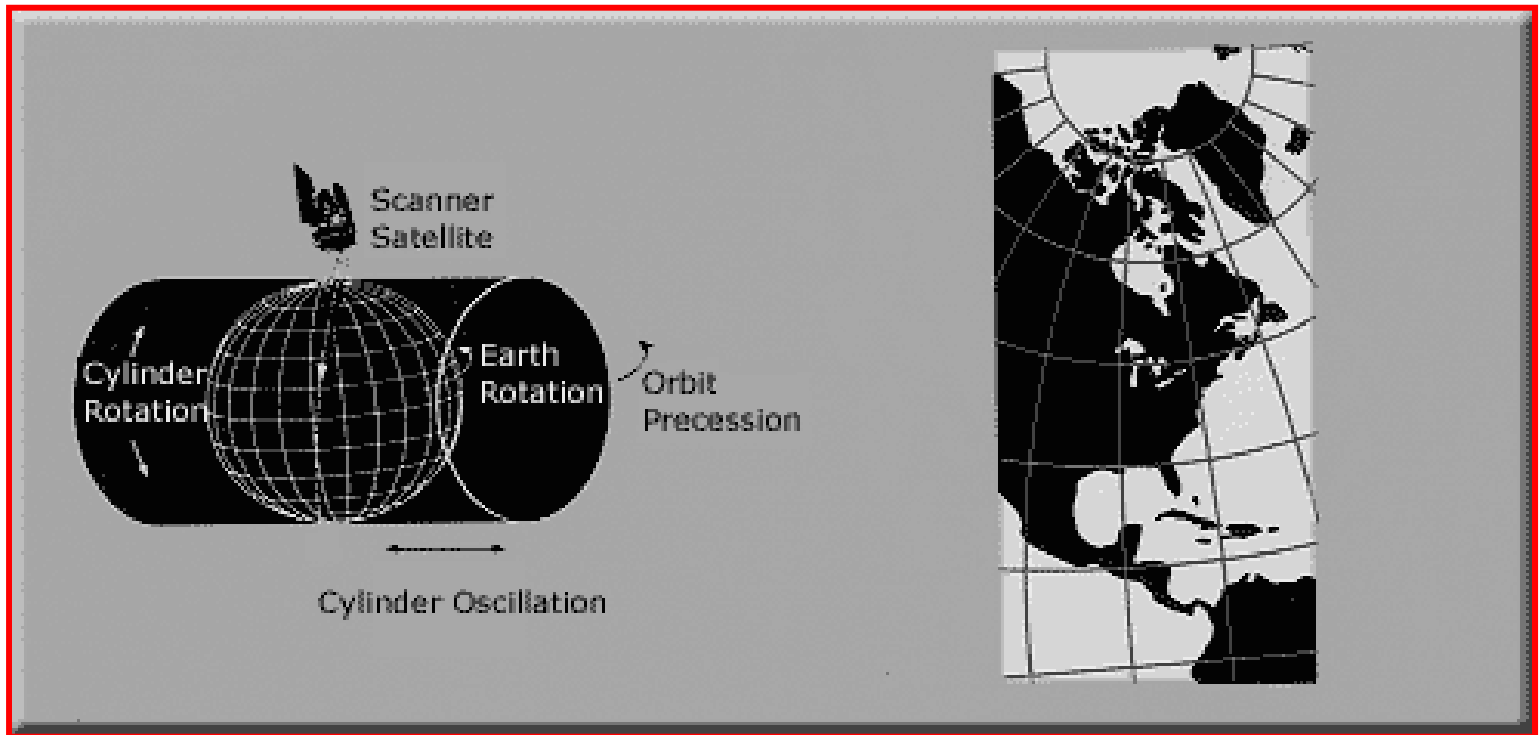 Scanner
Satellite
Cylinder
Rotation
Earth
Rotation
Orbit
Precession
Cylinder Oscillation